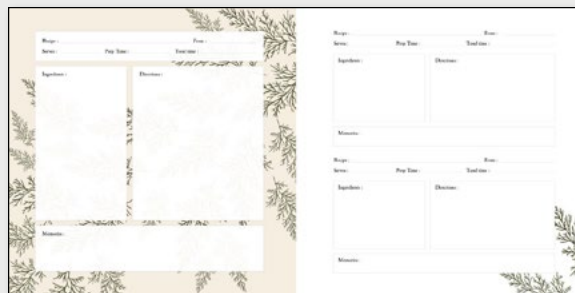 Recipe : From :
Serves : Prep Time : Total time :
Ingredients : Directions :
Memories :
Recipe : From :
Serves : Prep Time : Total time :
Ingredients : Directions :
Memories :
Recipe : From :
Serves : Prep Time : Total time :
Ingredients : Directions :
Memories :